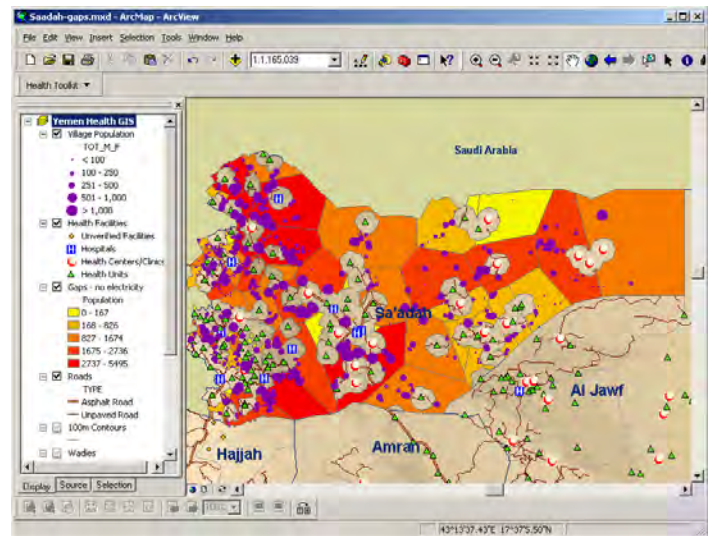 Saadah-gaps.mxd - ArcMap - ArcView
File Edit View Insert Selection Tools Window Help
1:1,165,039
Health Toolkit
Yemen Health GIS
Village Population
TOT_M_F
< 100
100 - 250
251 - 500
501 - 1,000
> 1,000
Health Facilities
Unverified Facilities
Hospitals
Health Centers/Clinics
Health Units
Gaps - no electricity
Population
0 - 167
168 - 826
827 - 1674
1675 - 2736
2737 - 5495
Roads
TYPE
Asphalt Road
Unpaved Road
100m Contours
Wadies
Display Source Selection
Saudi Arabia
Sa'adah
Al Jawf
Hajjah
Amran
43°13'37.43"E 17°37'5.50"N